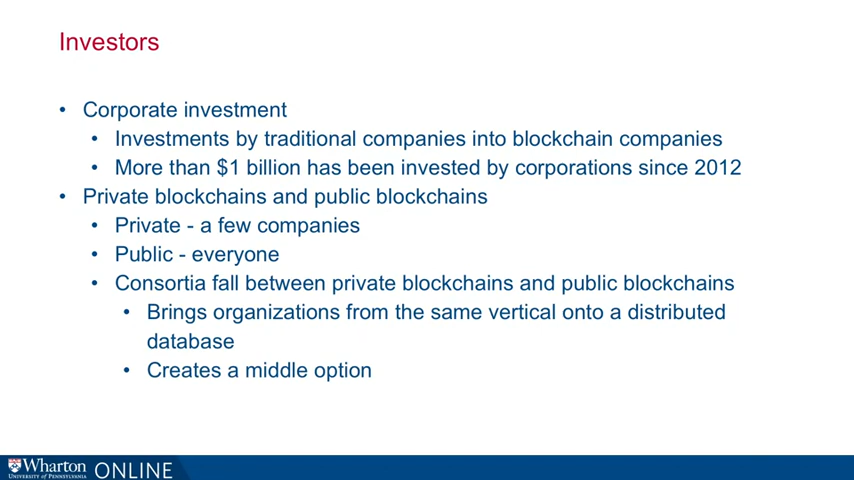 Investors
• Corporate investment
• Investments by traditional companies into blockchain companies
• More than $1 billion has been invested by corporations since 2012
• Private blockchains and public blockchains
• Private - a few companies
• Public - everyone
• Consortia fall between private blockchains and public blockchains
• Brings organizations from the same vertical onto a distributed
database
• Creates a middle option
Wharton ONLINE
UNIVERSITY of PENNSYLVANIA